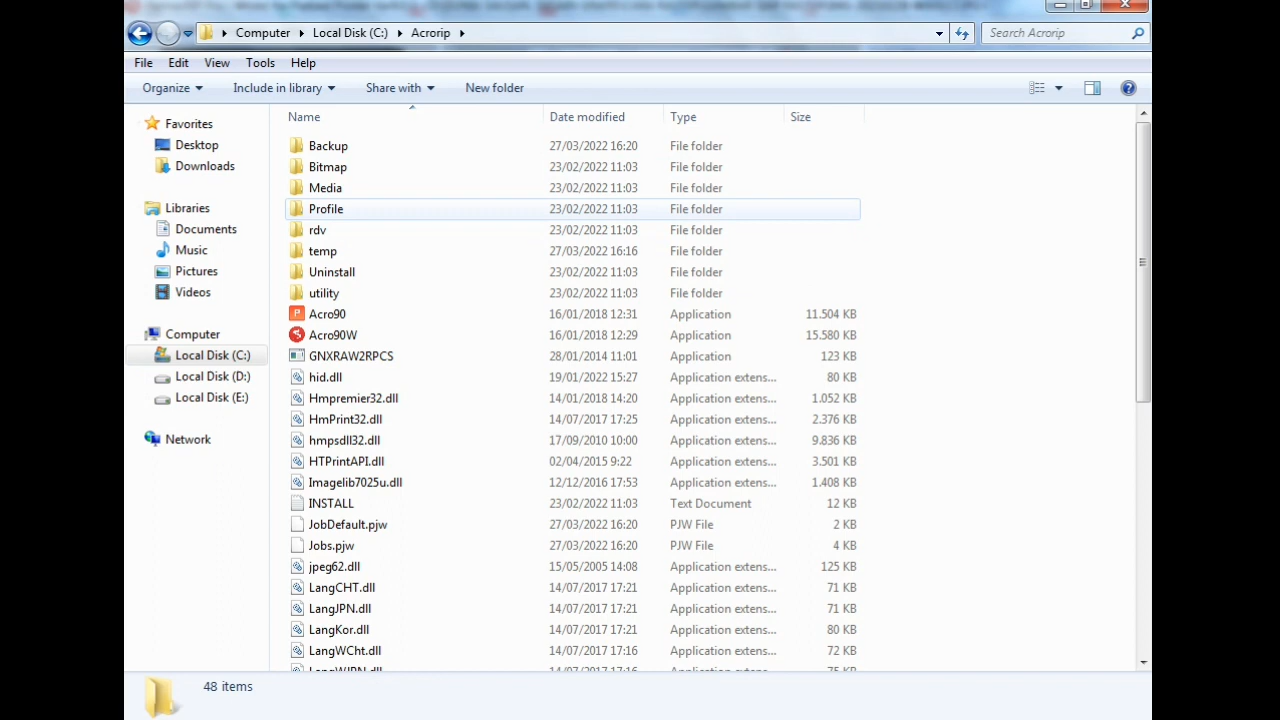 Computer Local Disk (C:) Acrorip
Search Acrorip
File Edit View Tools Help
Organize Include in library Share with New folder
Name Date modified Type Size
Favorites
Desktop
Downloads
Libraries
Documents
Music
Pictures
Videos
Computer
Local Disk (C:)
Local Disk (D:)
Local Disk (E:)
Network
Backup 27/03/2022 16:20 File folder
Bitmap 23/02/2022 11:03 File folder
Media 23/02/2022 11:03 File folder
Profile 23/02/2022 11:03 File folder
rdv 23/02/2022 11:03 File folder
temp 27/03/2022 16:16 File folder
Uninstall 23/02/2022 11:03 File folder
utility 23/02/2022 11:03 File folder
Acro90 16/01/2018 12:31 Application 11.504 KB
Acro90W 16/01/2018 12:29 Application 15.580 KB
GNXRAW2RPCS 28/01/2014 11:01 Application 123 KB
hid.dll 19/01/2022 15:27 Application extens... 80 KB
Hmpremier32.dll 14/01/2018 14:20 Application extens... 1.052 KB
HmPrint32.dll 14/07/2017 17:25 Application extens... 2.376 KB
hmpsdll32.dll 17/09/2010 10:00 Application extens... 9.836 KB
HTPrintAPI.dll 02/04/2015 9:22 Application extens... 3.501 KB
Imagelib7025u.dll 12/12/2016 17:53 Application extens... 1.408 KB
INSTALL 23/02/2022 11:03 Text Document 12 KB
JobDefault.pjw 27/03/2022 16:20 PJW File 2 KB
Jobs.pjw 27/03/2022 16:20 PJW File 4 KB
jpeg62.dll 15/05/2005 14:08 Application extens... 125 KB
LangCHT.dll 14/07/2017 17:21 Application extens... 71 KB
LangJPN.dll 14/07/2017 17:21 Application extens... 71 KB
LangKor.dll 14/07/2017 17:21 Application extens... 80 KB
LangWCht.dll 14/07/2017 17:16 Application extens... 72 KB
LangWJPN.dll 14/07/2017 17:16 Application extens... 75 KB
48 items